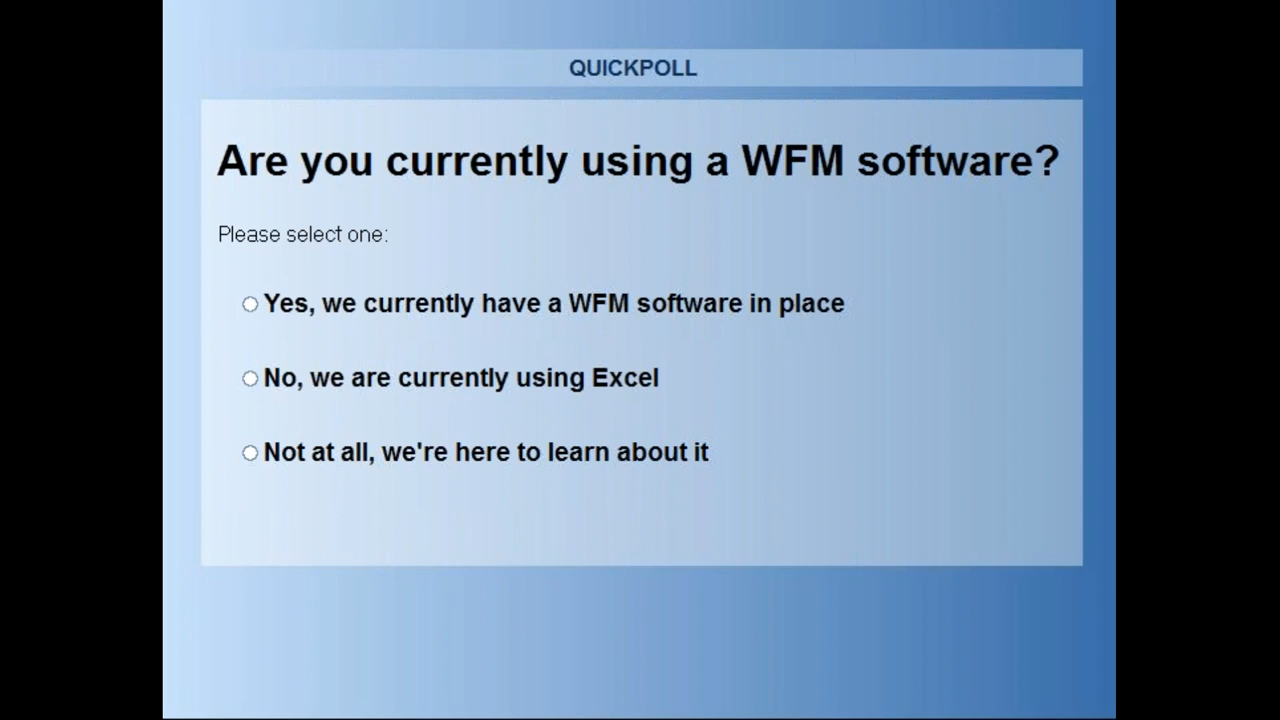 QUICKPOLL
Are you currently using a WFM software?
Please select one:
Yes, we currently have a WFM software in place
No, we are currently using Excel
Not at all, we're here to learn about it